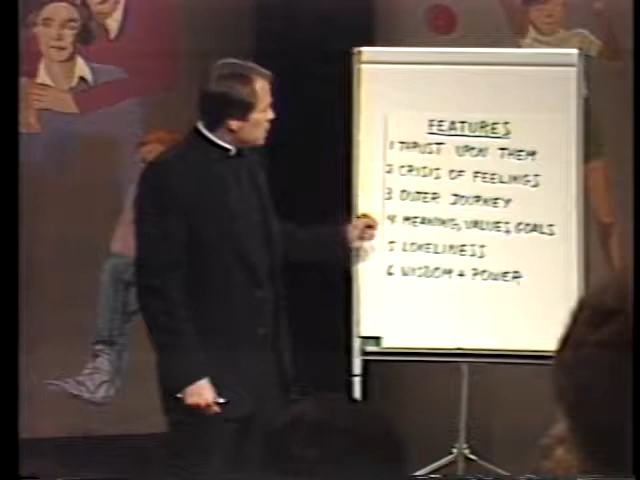 FEATURES
1 THRUST UPON THEM
2 CRISIS OF FEELINGS
3 OUTER JOURNEY
4 MEANING, VALUES, GOALS
5 LONELINESS
6 WISDOM + POWER